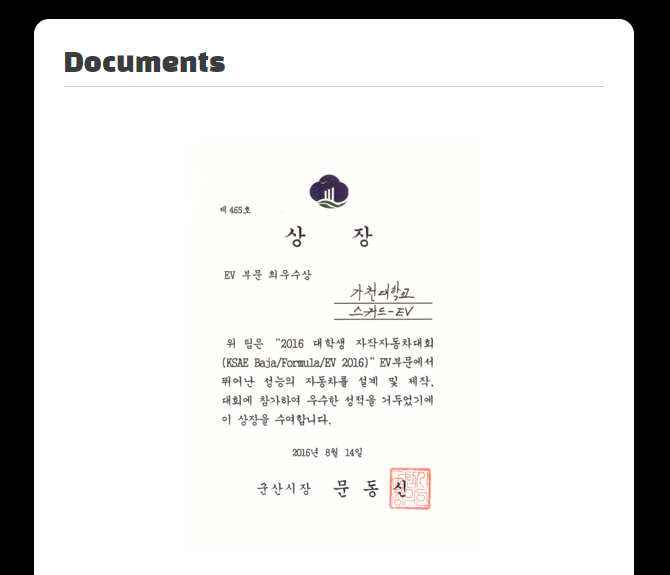 Documents
제 465호
상 장
EV 부문 최우수상
가천대학교
스커드-EV
위 팀은 "2016 대학생 자작자동차대회
(KSAE Baja/Formula/EV 2016)" EV부문에서
뛰어난 성능의 자동차를 설계 및 제작,
대회에 참가하여 우수한 성적을 거두었기에
이 상장을 수여합니다.
2016년 8월 14일
군산시장 문 동 신